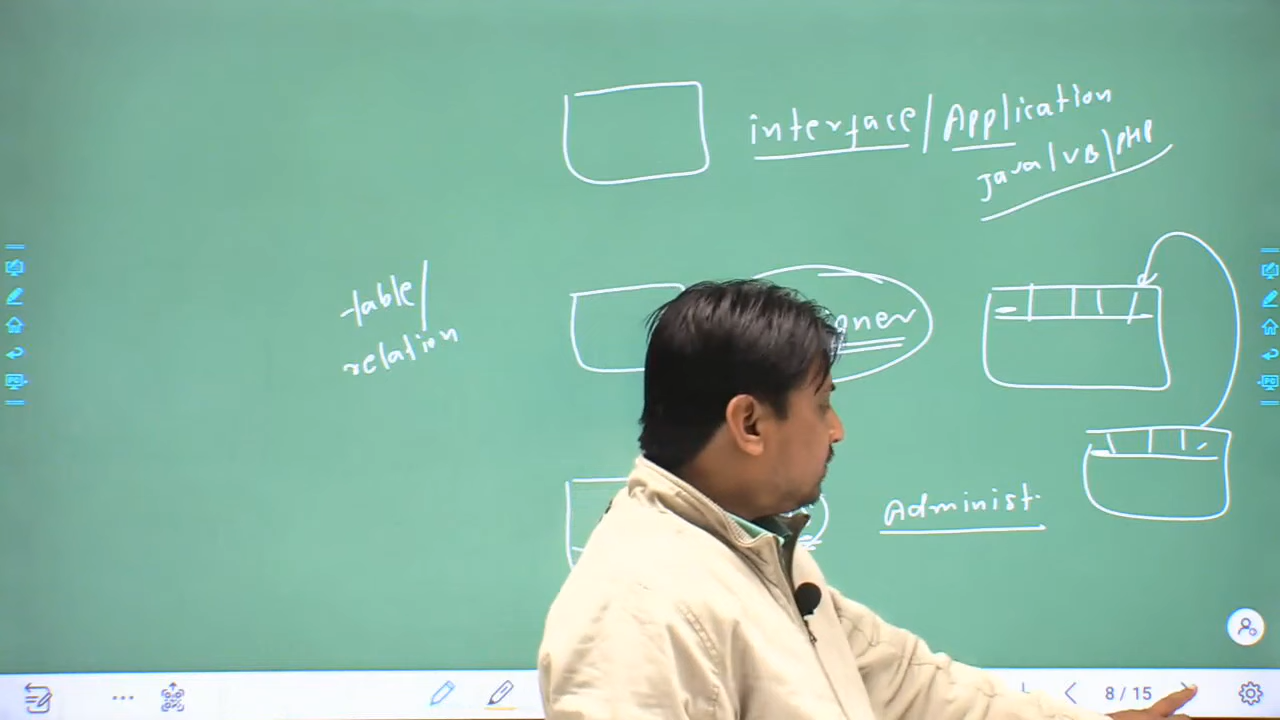 interface/Application
Java/VB/PHP
table/
relation
Administ.
8 / 15